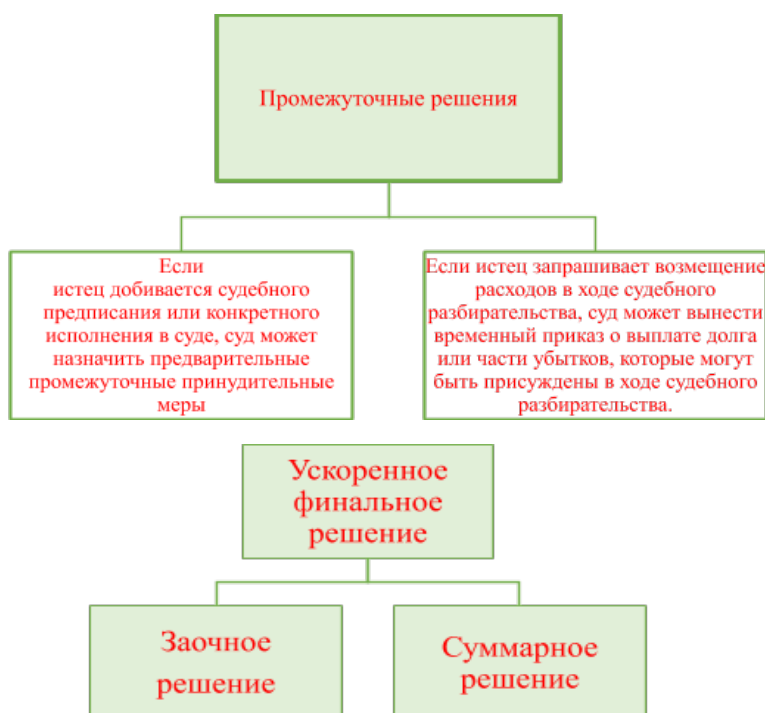 Промежуточные решения
Если
истец добивается судебного
предписания или конкретного
исполнения в суде, суд может
назначить предварительные
промежуточные принудительные
меры
Если истец запрашивает возмещение
расходов в ходе судебного
разбирательства, суд может вынести
временный приказ о выплате долга
или части убытков, которые могут
быть присуждены в ходе судебного
разбирательства.
Ускоренное
финальное
решение
Заочное
решение
Суммарное
решение